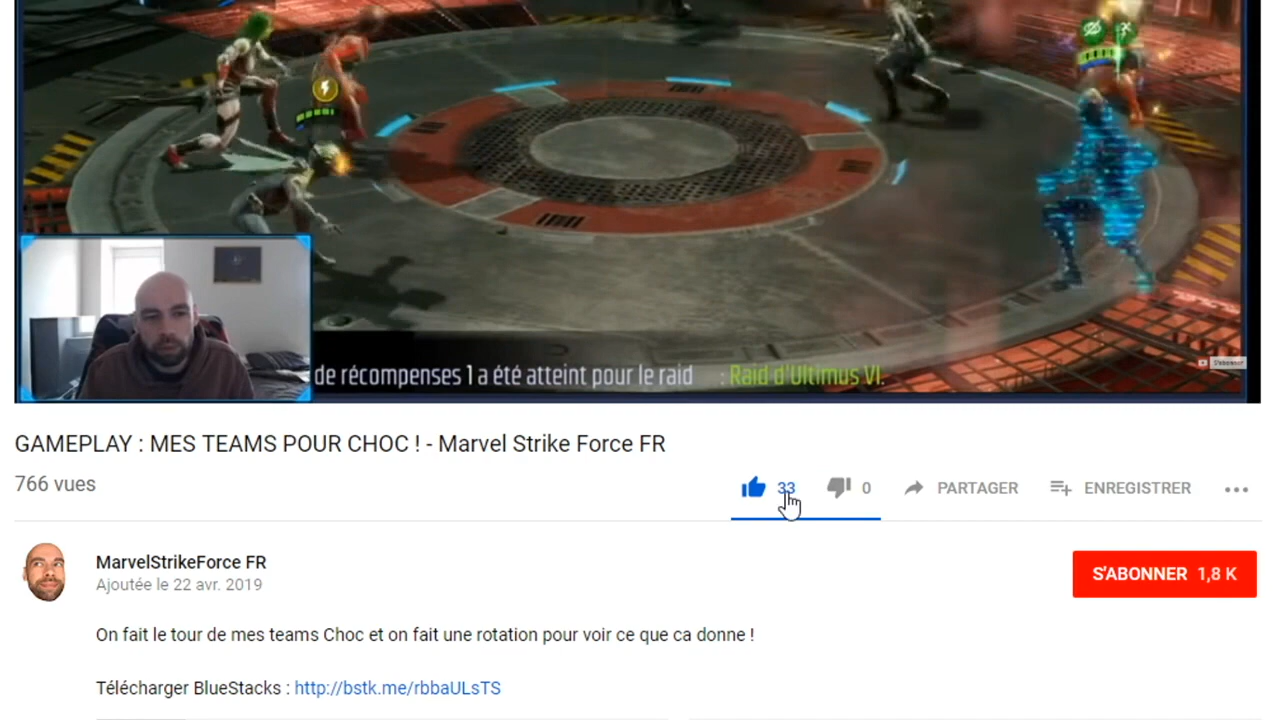 de récompenses 1 a été atteint pour le raid : Raid d'Ultimus VI.
S'abonner
GAMEPLAY : MES TEAMS POUR CHOC ! - Marvel Strike Force FR
766 vues
33
0
PARTAGER
ENREGISTRER
MarvelStrikeForce FR
Ajoutée le 22 avr. 2019
S'ABONNER 1,8 K
On fait le tour de mes teams Choc et on fait une rotation pour voir ce que ca donne !
Télécharger BlueStacks : http://bstk.me/rbbaULsTS